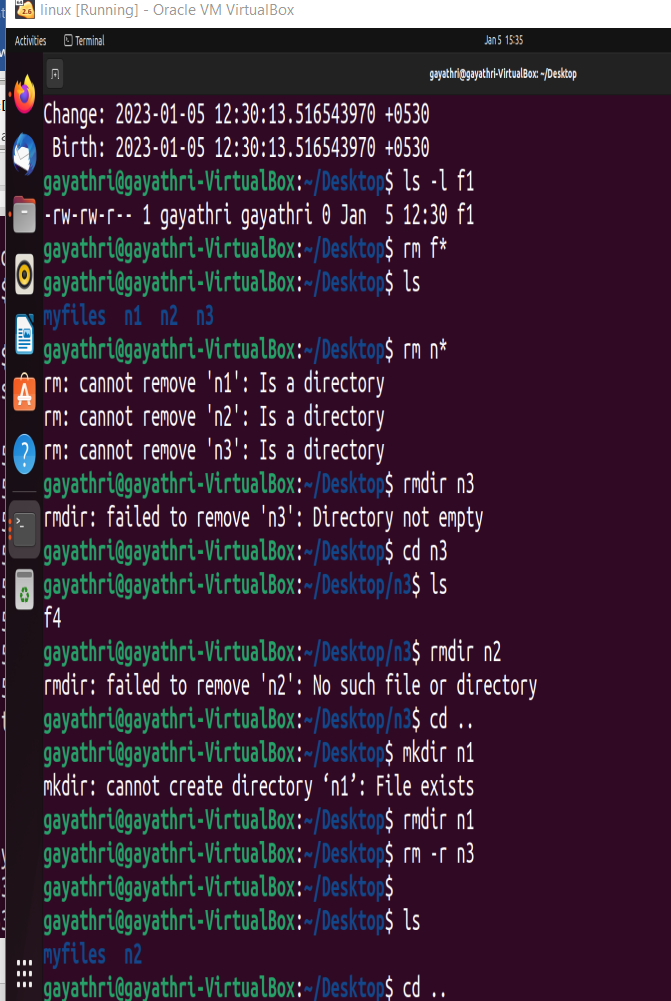 linux [Running] - Oracle VM VirtualBox
Activities Terminal Jan 5 15:35
gayathri@gayathri-VirtualBox: ~/Desktop
Change: 2023-01-05 12:30:13.516543970 +0530
Birth: 2023-01-05 12:30:13.516543970 +0530
gayathri@gayathri-VirtualBox:~/Desktop$ ls -l f1
-rw-rw-r-- 1 gayathri gayathri 0 Jan  5 12:30 f1
gayathri@gayathri-VirtualBox:~/Desktop$ rm f*
gayathri@gayathri-VirtualBox:~/Desktop$ ls
myfiles  n1  n2  n3
gayathri@gayathri-VirtualBox:~/Desktop$ rm n*
rm: cannot remove 'n1': Is a directory
rm: cannot remove 'n2': Is a directory
rm: cannot remove 'n3': Is a directory
gayathri@gayathri-VirtualBox:~/Desktop$ rmdir n3
rmdir: failed to remove 'n3': Directory not empty
gayathri@gayathri-VirtualBox:~/Desktop$ cd n3
gayathri@gayathri-VirtualBox:~/Desktop/n3$ ls
f4
gayathri@gayathri-VirtualBox:~/Desktop/n3$ rmdir n2
rmdir: failed to remove 'n2': No such file or directory
gayathri@gayathri-VirtualBox:~/Desktop/n3$ cd ..
gayathri@gayathri-VirtualBox:~/Desktop$ mkdir n1
mkdir: cannot create directory ‘n1’: File exists
gayathri@gayathri-VirtualBox:~/Desktop$ rmdir n1
gayathri@gayathri-VirtualBox:~/Desktop$ rm -r n3
gayathri@gayathri-VirtualBox:~/Desktop$
gayathri@gayathri-VirtualBox:~/Desktop$ ls
myfiles  n2
gayathri@gayathri-VirtualBox:~/Desktop$ cd ..